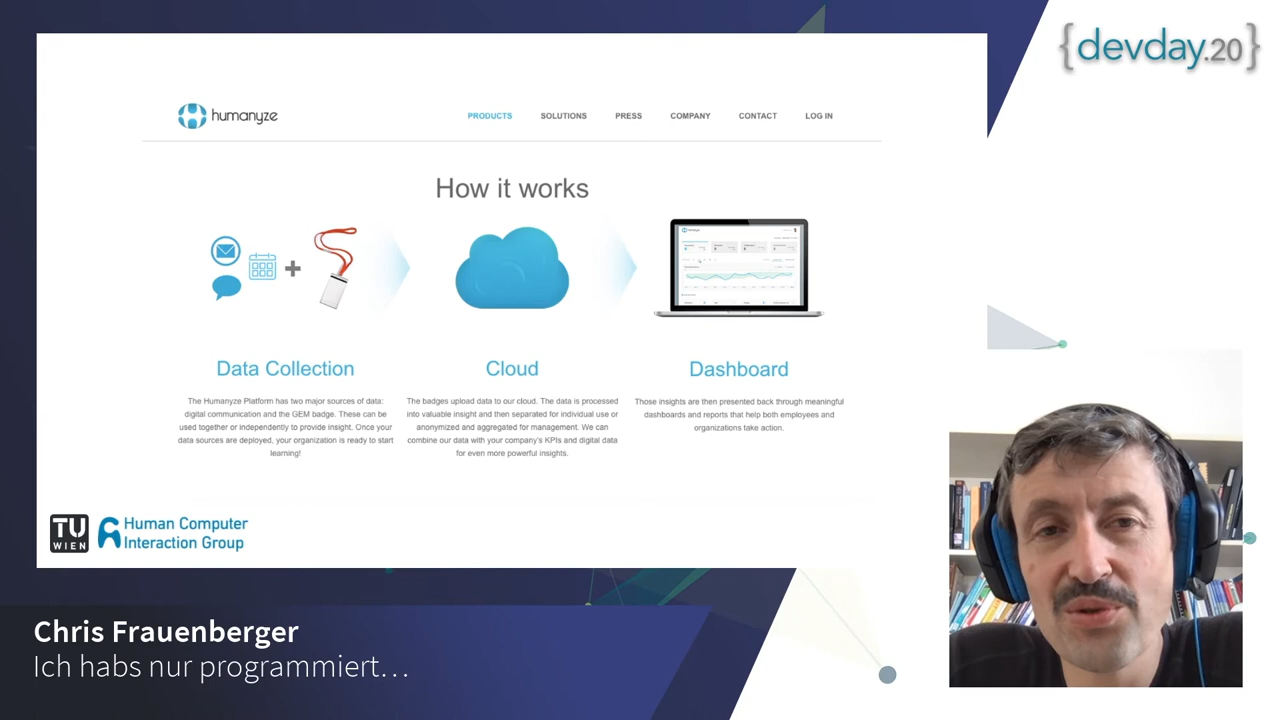 {devday.20}
humanyze
PRODUCTS SOLUTIONS PRESS COMPANY CONTACT LOG IN
How it works
Data Collection
The Humanyze Platform has two major sources of data:
digital communication and the GEM badge. These can be
used together or independently to provide insight. Once your
data sources are deployed, your organization is ready to start
learning!
Cloud
The badges upload data to our cloud. The data is processed
into valuable insight and then separated for individual use or
anonymized and aggregated for management. We can
combine our data with your company's KPIs and digital data
for even more powerful insights.
Dashboard
Those insights are then presented back through meaningful
dashboards and reports that help both employees and
organizations take action.
TU
WIEN
Human Computer
Interaction Group
Chris Frauenberger
Ich habs nur programmiert…